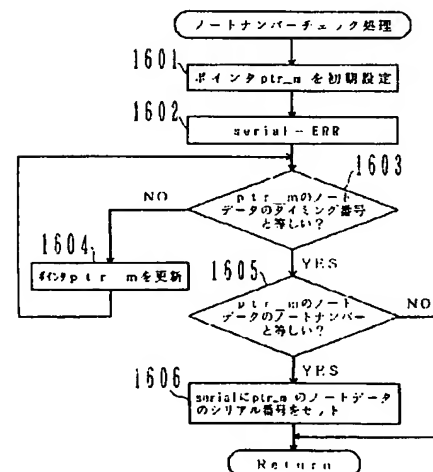 ノートナンバーチェック処理
1601
ポインタptr_mを初期設定
1602
serial-ERR
1603
ptr_mのノート
データのタイミング番号
と等しい?
NO
1604
ポインタptr_mを更新
YES
1605
ptr_mのノート
データのノートナンバー
と等しい?
NO
YES
1606
serialにptr_mのノートデータ
のシリアル番号をセット
Return